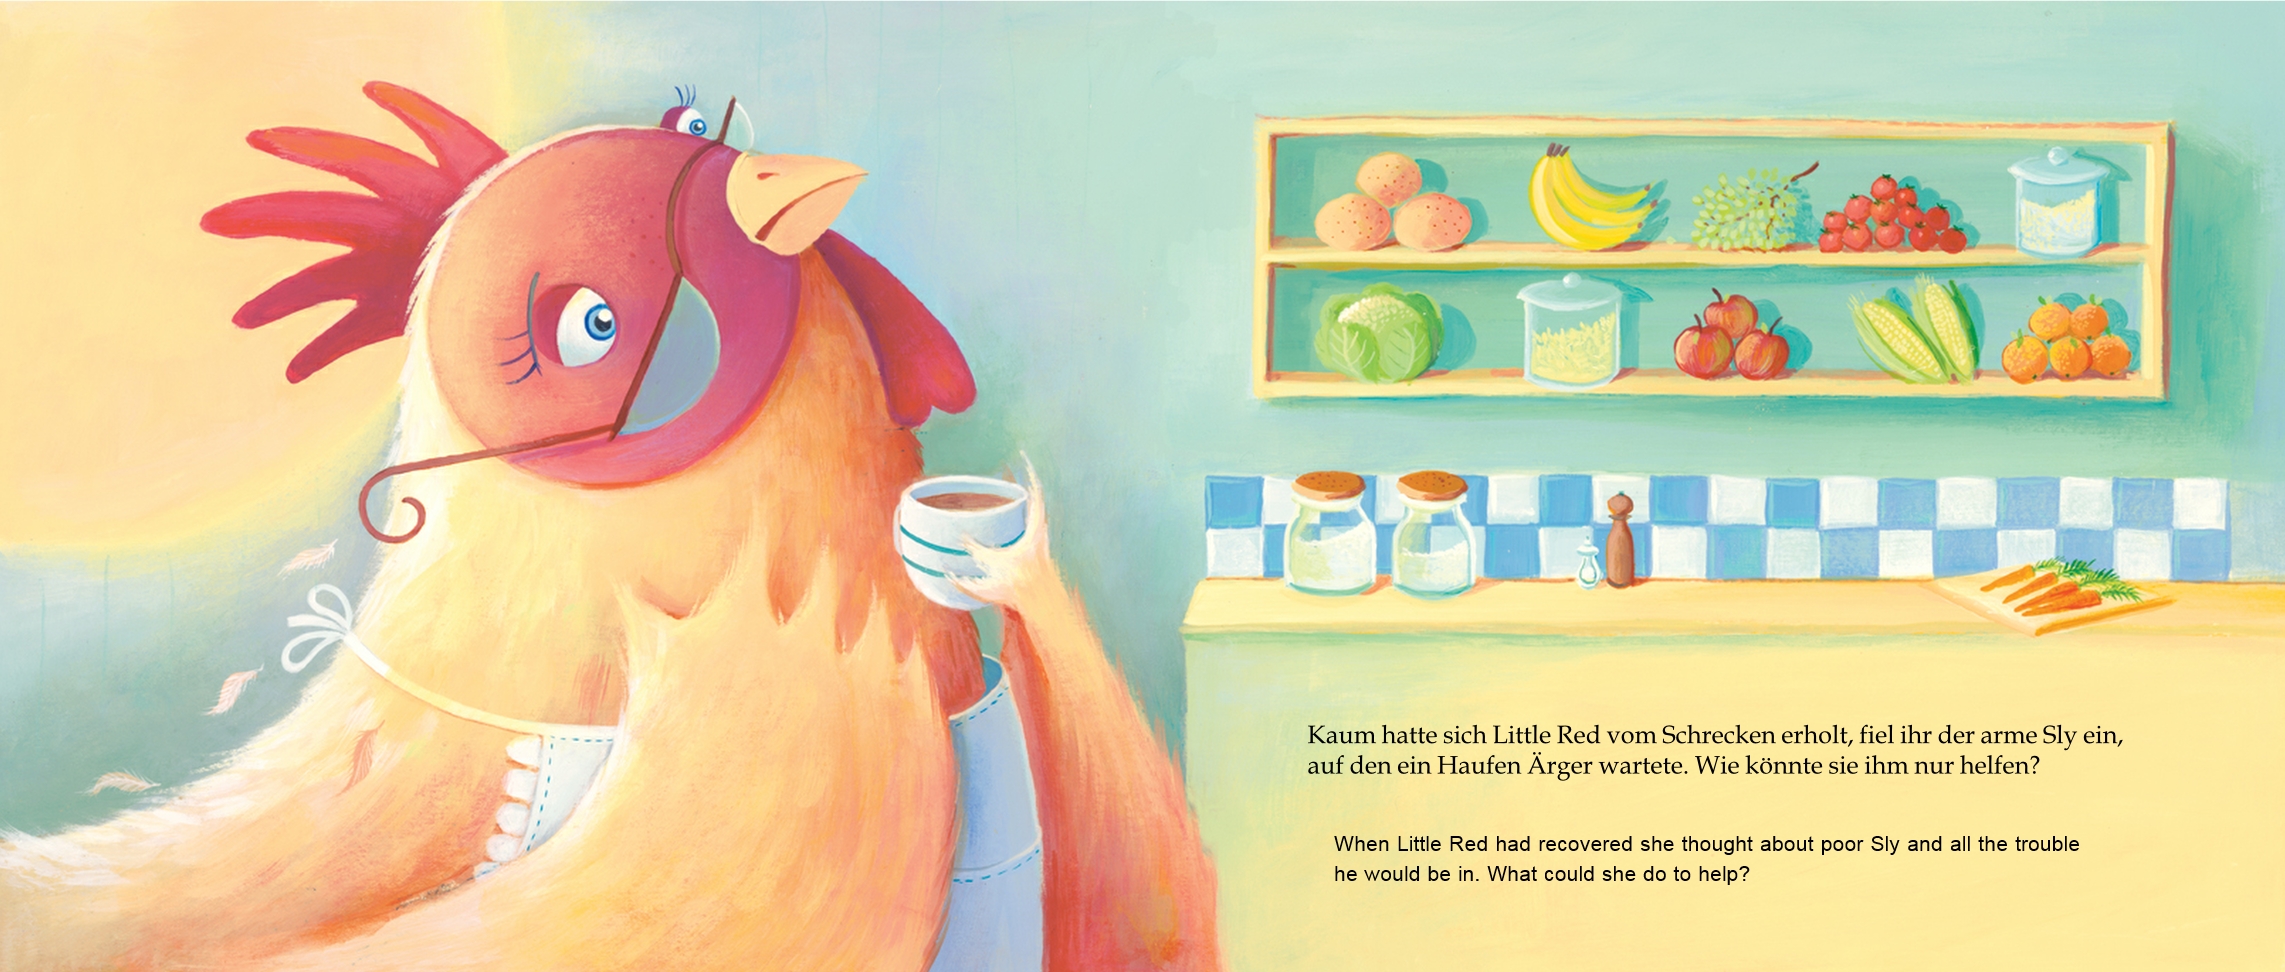 Kaum hatte sich Little Red vom Schrecken erholt, fiel ihr der arme Sly ein,
auf den ein Haufen Ärger wartete. Wie könnte sie ihm nur helfen?
When Little Red had recovered she thought about poor Sly and all the trouble
he would be in. What could she do to help?